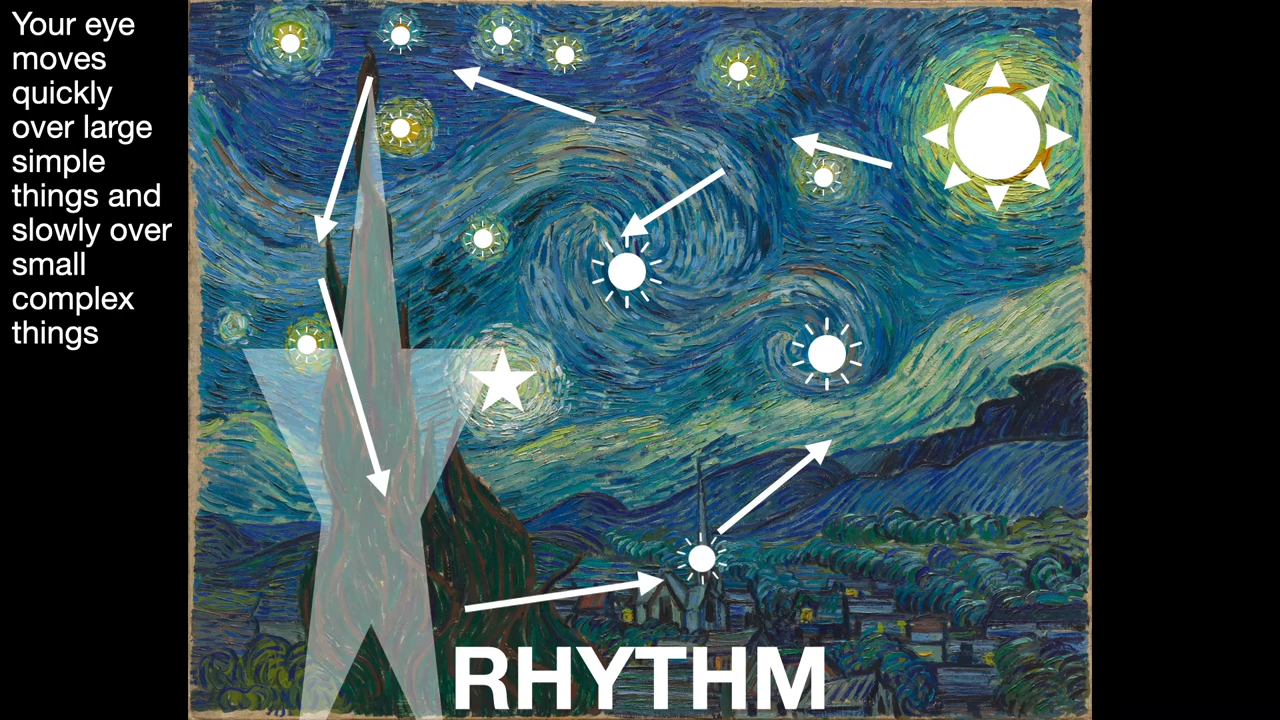 Your eye
moves
quickly
over large
simple
things and
slowly over
small
complex
things
RHYTHM